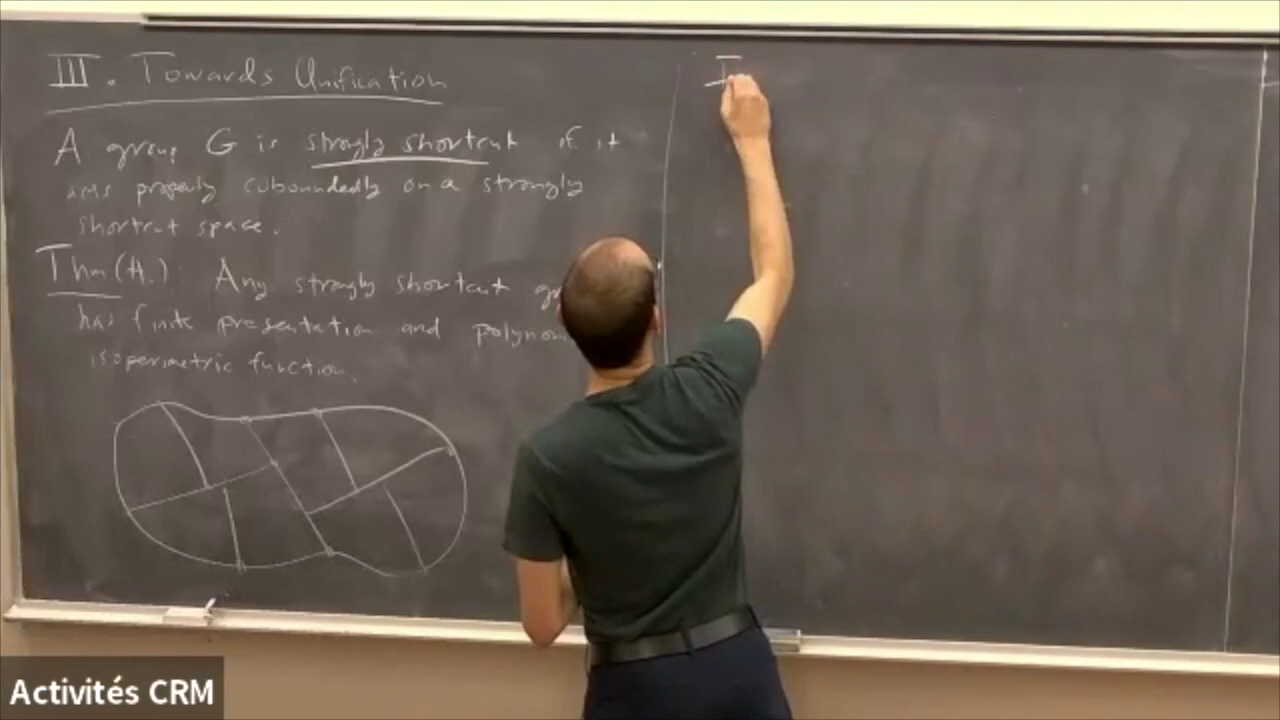 III. Towards Unification
A group G is strongly shortcut if it
acts properly coboundedly on a strongly
shortcut space.
Thm (H.): Any strongly shortcut
has finite presentation and
isoperimetric function.
I
Activités CRM